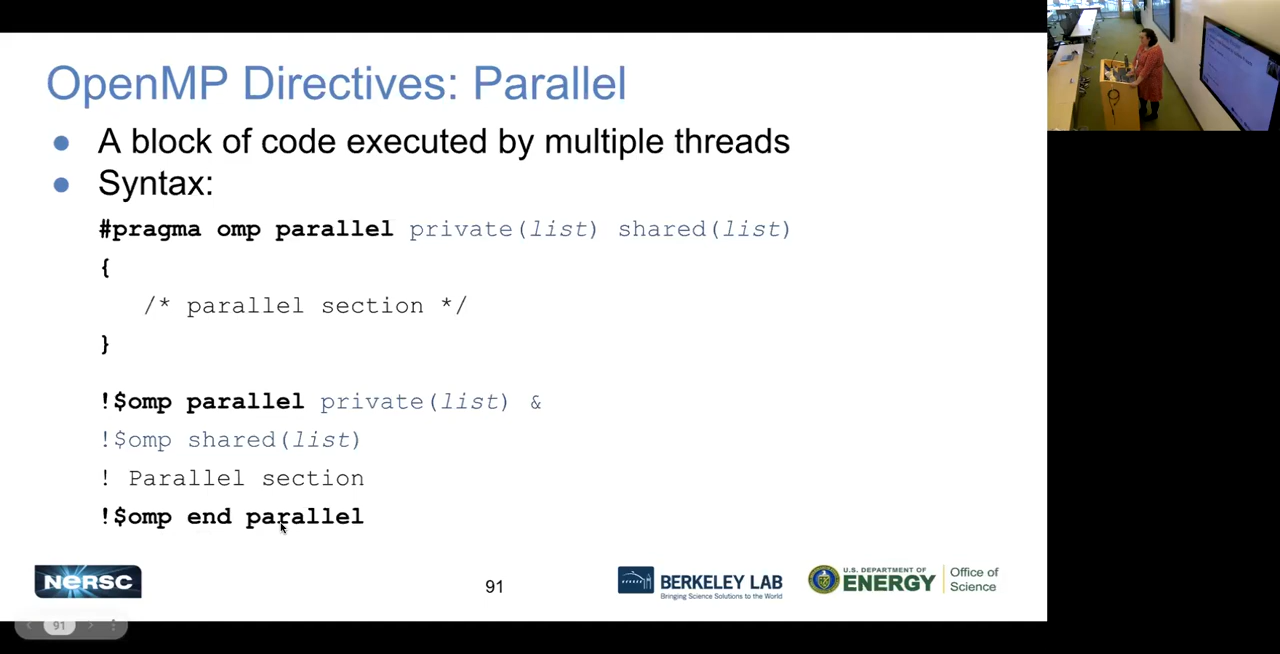 OpenMP Directives: Parallel
● A block of code executed by multiple threads
● Syntax:
#pragma omp parallel private(list) shared(list)
{
/* parallel section */
}
!$omp parallel private(list) &
!$omp shared(list)
! Parallel section
!$omp end parallel
NERSC
91
BERKELEY LAB
Bringing Science Solutions to the World
U.S. DEPARTMENT OF
ENERGY
Office of
Science
91